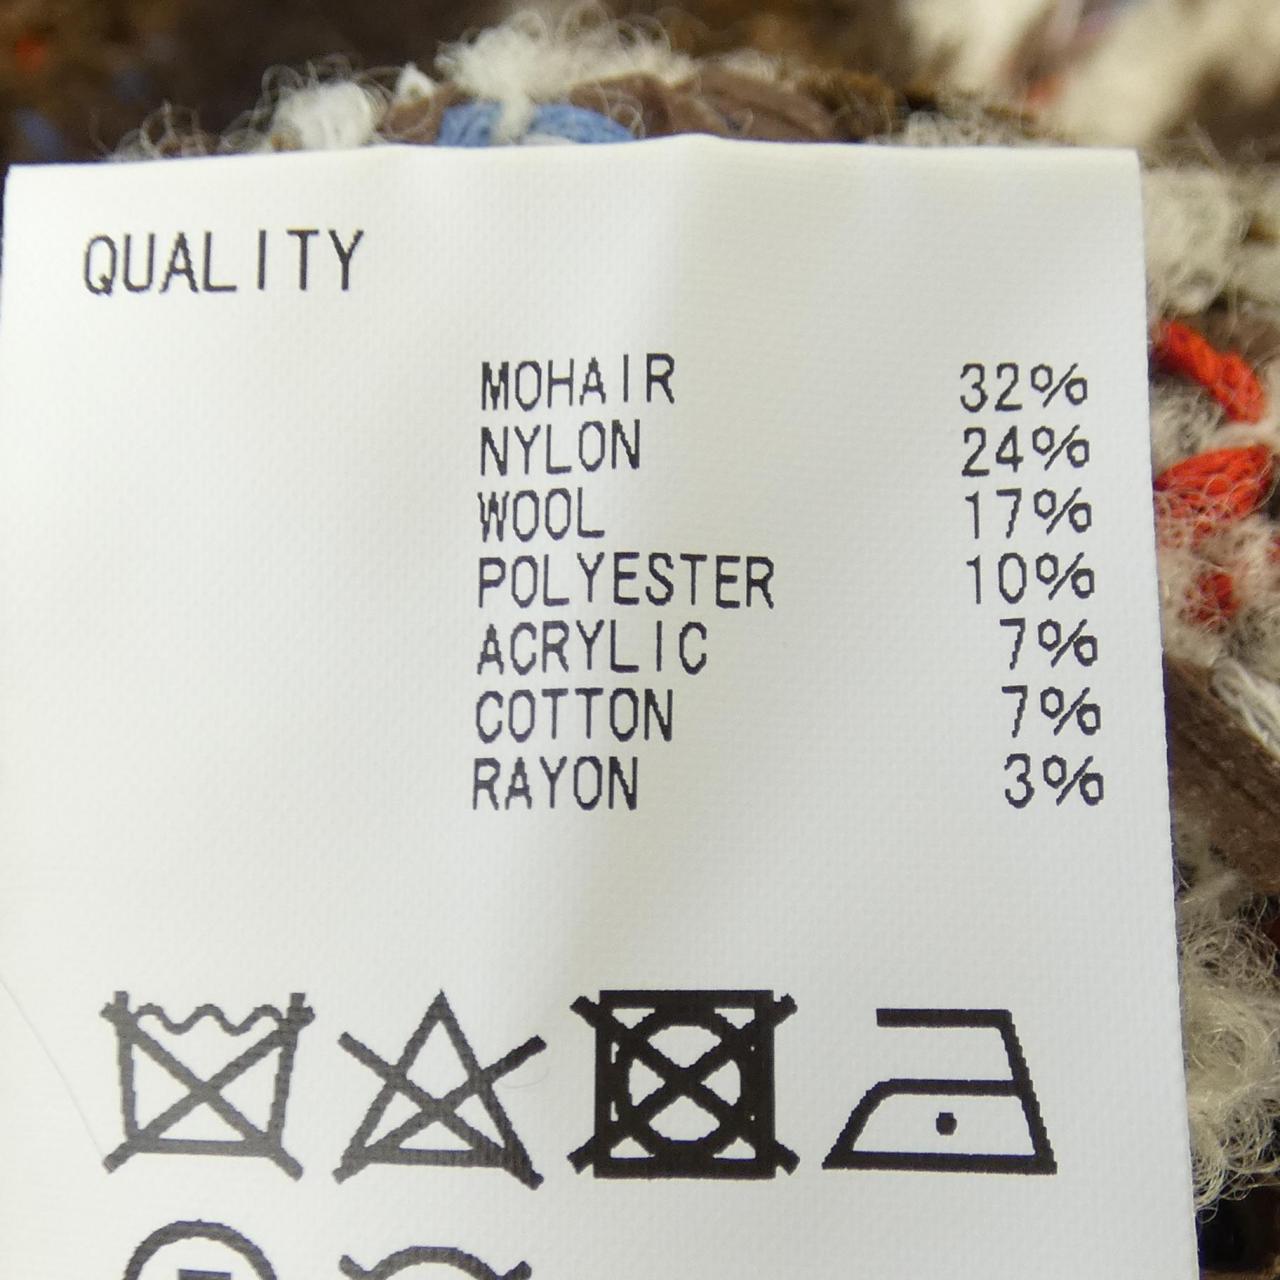 QUALITY
MOHAIR 32%
NYLON 24%
WOOL 17%
POLYESTER 10%
ACRYLIC 7%
COTTON 7%
RAYON 3%